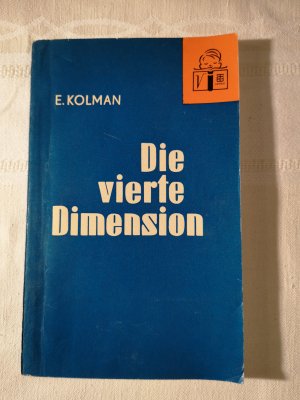 E. KOLMAN
Die
vierte
Dimension